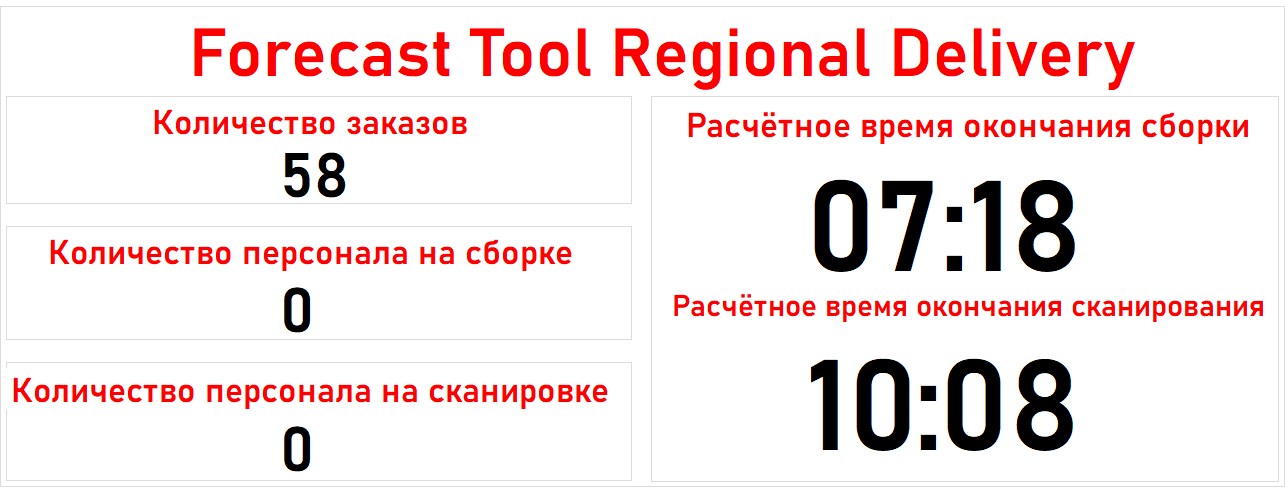 Forecast Tool Regional Delivery
Количество заказов
58
Количество персонала на сборке
0
Количество персонала на сканировке
0
Расчётное время окончания сборки
07:18
Расчётное время окончания сканирования
10:08